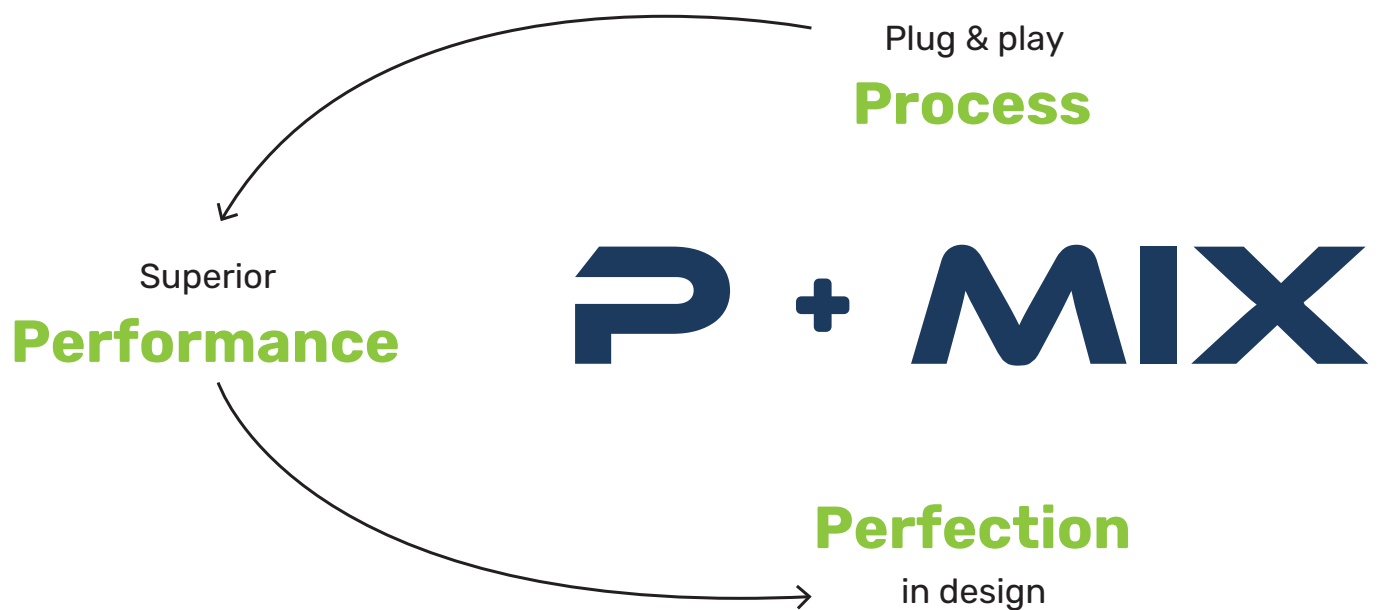 Plug & play
Process
Superior
Performance
P + MIX
Perfection
in design